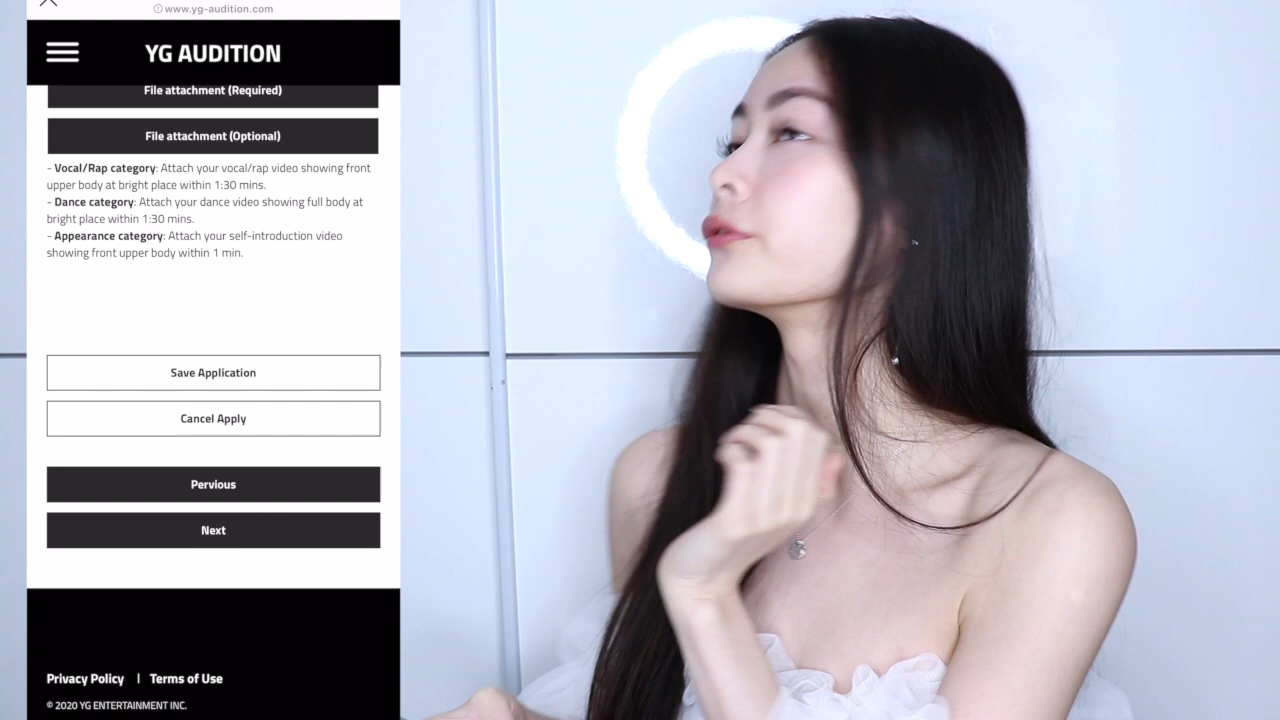 www.yg-audition.com
YG AUDITION
File attachment (Required)
File attachment (Optional)
- Vocal/Rap category: Attach your vocal/rap video showing front
upper body at bright place within 1:30 mins.
- Dance category: Attach your dance video showing full body at
bright place within 1:30 mins.
- Appearance category: Attach your self-introduction video
showing front upper body within 1 min.
Save Application
Cancel Apply
Pervious
Next
Privacy Policy | Terms of Use
© 2020 YG ENTERTAINMENT INC.